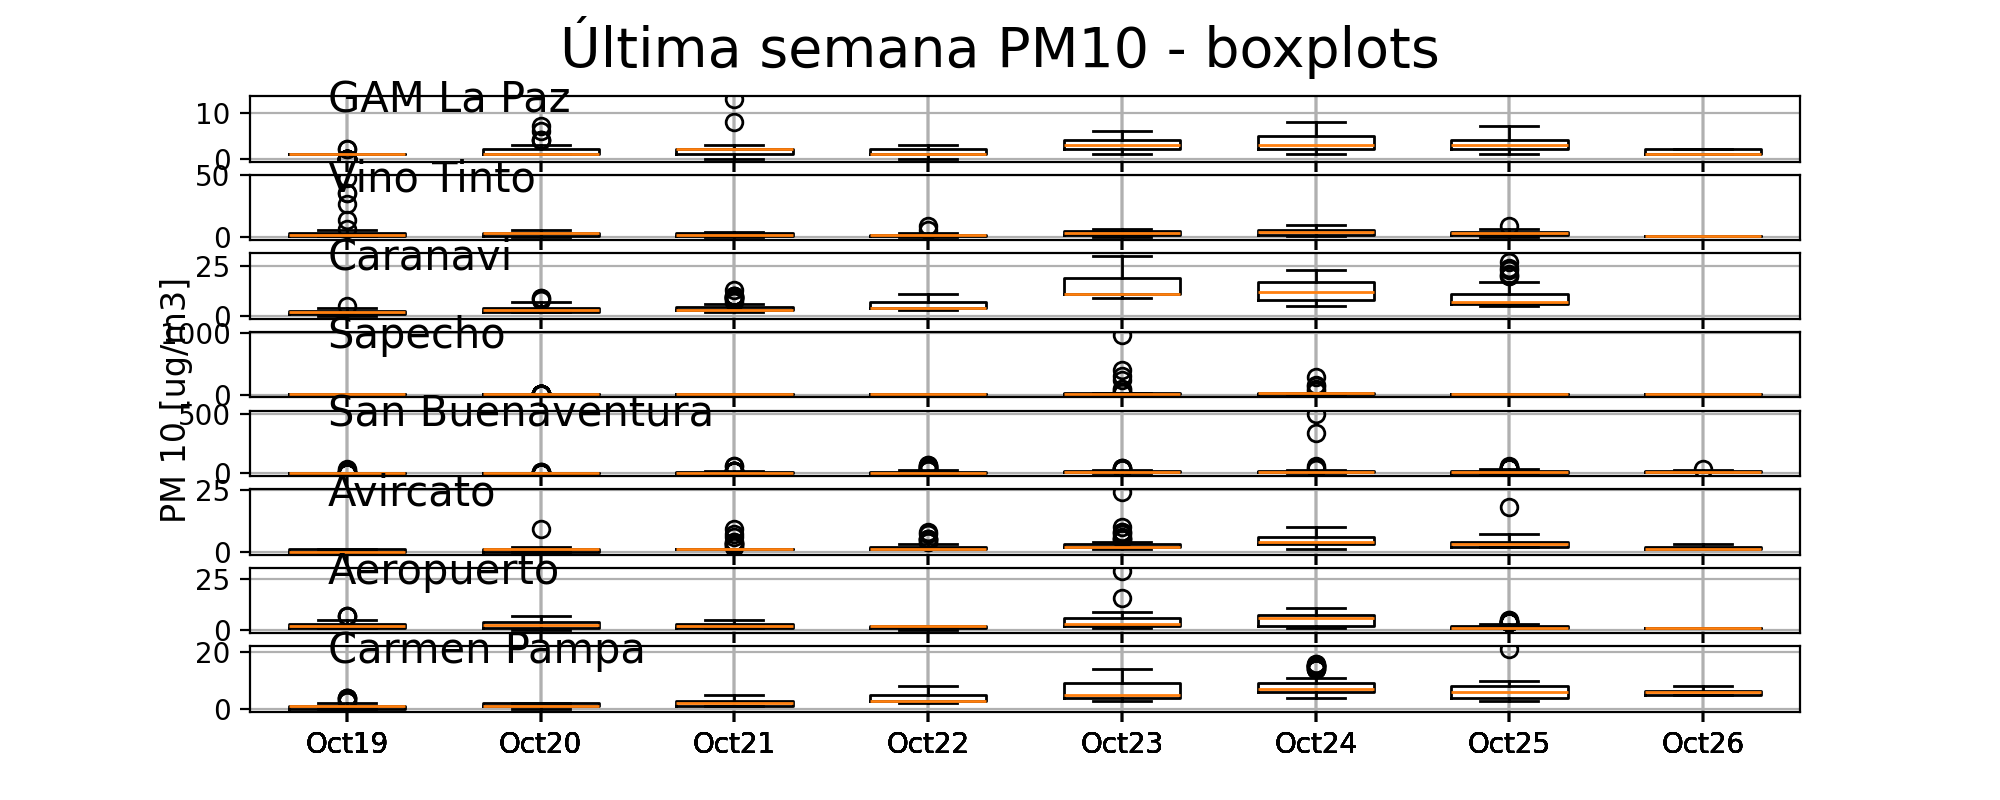 Última semana PM10 - boxplots
GAM La Paz
10
0
Vino Tinto
50
0
Caranavi
25
0
Sapecho
1000
0
PM 10 [ug/m3]
San Buenaventura
500
0
Avircato
25
0
Aeropuerto
25
0
Carmen Pampa
20
0
Oct19 Oct20 Oct21 Oct22 Oct23 Oct24 Oct25 Oct26